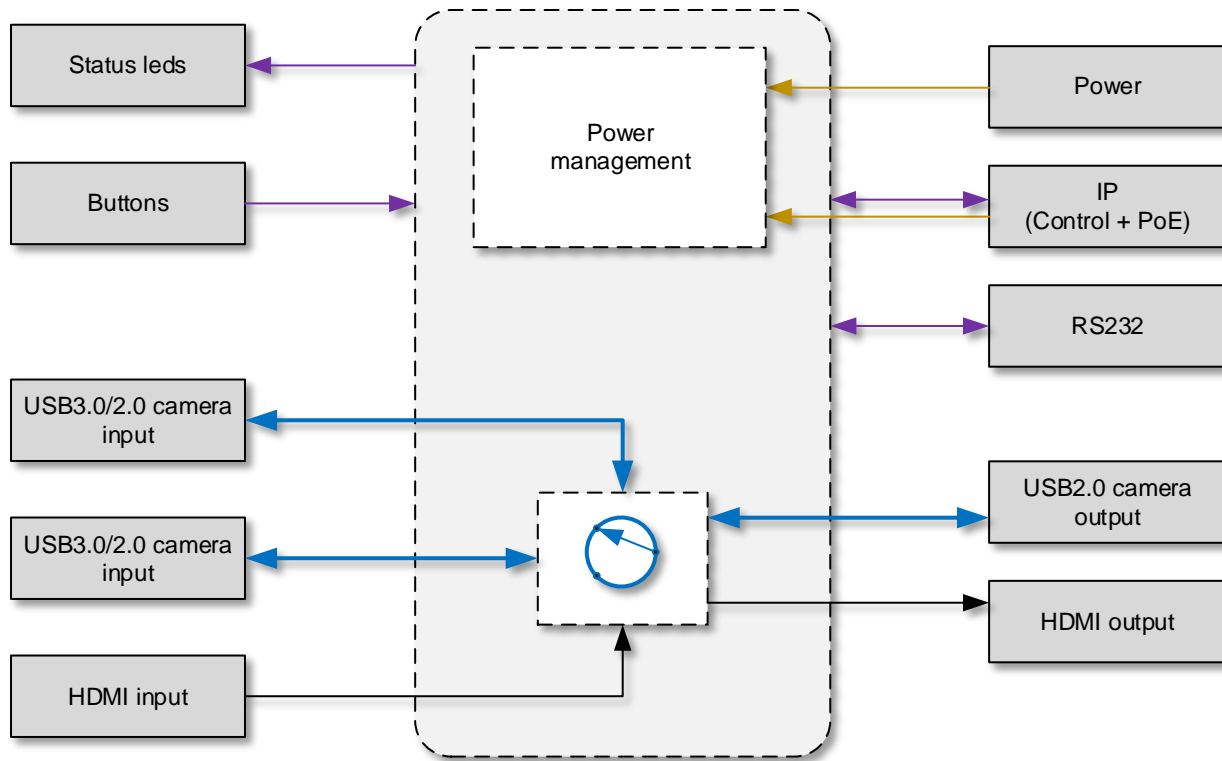 Status leds
Buttons
USB3.0/2.0 camera
input
USB3.0/2.0 camera
input
HDMI input
Power
management
Power
IP
(Control + PoE)
RS232
USB2.0 camera
output
HDMI output